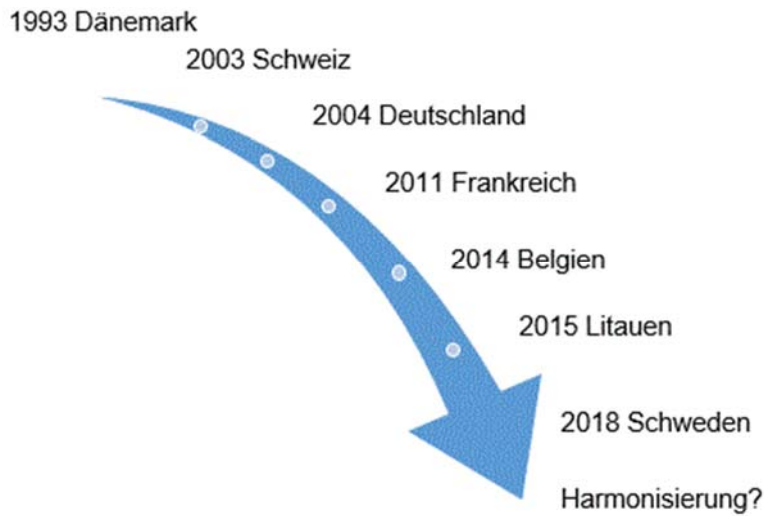 1993 Dänemark
2003 Schweiz
2004 Deutschland
2011 Frankreich
2014 Belgien
2015 Litauen
2018 Schweden
Harmonisierung?